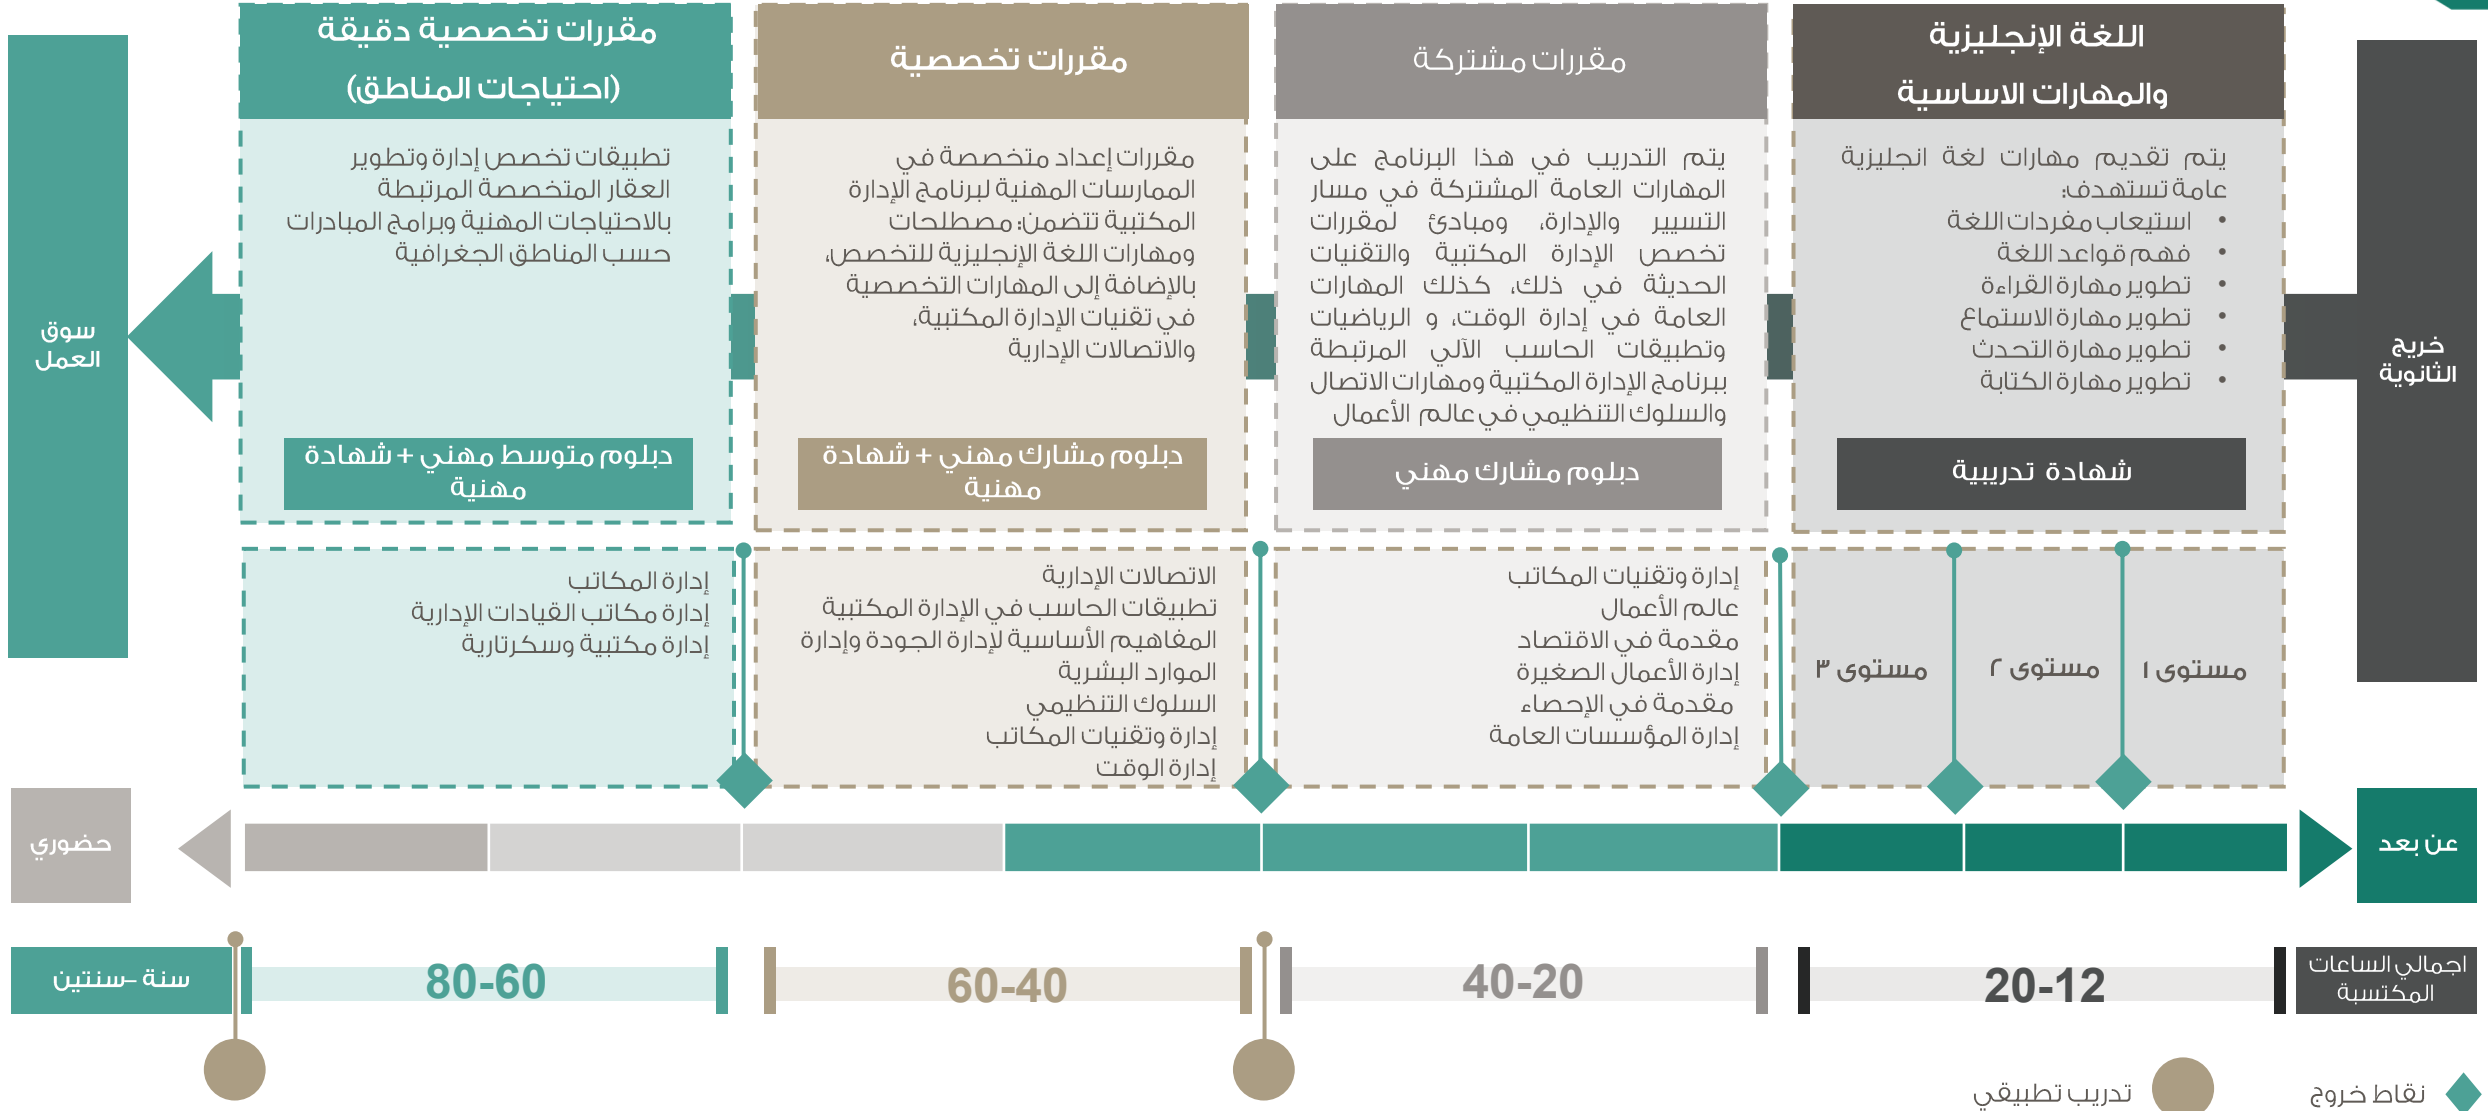 خريج
الثانوية
اللغة الإنجليزية
والمهارات الاساسية
يتم تقديم مهارات لغة انجليزية
عامة تستهدف:
• استيعاب مفردات اللغة
• فهم قواعد اللغة
• تطوير مهارة القراءة
• تطوير مهارة الاستماع
• تطوير مهارة التحدث
• تطوير مهارة الكتابة
شهادة تدريبية
مقررات مشتركة
يتم التدريب في هذا البرنامج على
المهارات العامة المشتركة في مسار
التسيير والإدارة، ومبادئ لمقررات
تخصص الإدارة المكتبية والتقنيات
الحديثة في ذلك، كذلك المهارات
العامة في إدارة الوقت، و الرياضيات
وتطبيقات الحاسب الآلي المرتبطة
ببرنامج الإدارة المكتبية ومهارات الاتصال
والسلوك التنظيمي في عالم الأعمال
دبلوم مشارك مهني
مقررات تخصصية
مقررات إعداد متخصصة في
الممارسات المهنية لبرنامج الإدارة
المكتبية تتضمن: مصطلحات
ومهارات اللغة الإنجليزية للتخصص،
بالإضافة إلى المهارات التخصصية
في تقنيات الإدارة المكتبية،
والاتصالات الإدارية
دبلوم مشارك مهني + شهادة
مهنية
مقررات تخصصية دقيقة
(احتياجات المناطق)
تطبيقات تخصص إدارة وتطوير
العقار المتخصصة المرتبطة
بالاحتياجات المهنية وبرامج المبادرات
حسب المناطق الجغرافية
دبلوم متوسط مهني + شهادة
مهنية
سوق
العمل
مستوى ١
مستوى ٢
مستوى ٣
إدارة وتقنيات المكاتب
عالم الأعمال
مقدمة في الاقتصاد
إدارة الأعمال الصغيرة
مقدمة في الإحصاء
إدارة المؤسسات العامة
الاتصالات الإدارية
تطبيقات الحاسب في الإدارة المكتبية
المفاهيم الأساسية لإدارة الجودة وإدارة
الموارد البشرية
السلوك التنظيمي
إدارة وتقنيات المكاتب
إدارة الوقت
إدارة المكاتب
إدارة مكاتب القيادات الإدارية
إدارة مكتبية وسكرتارية
عن بعد
حضوري
اجمالي الساعات
المكتسبة
20-12
40-20
60-40
80-60
سنة –سنتين
نقاط خروج
تدريب تطبيقي